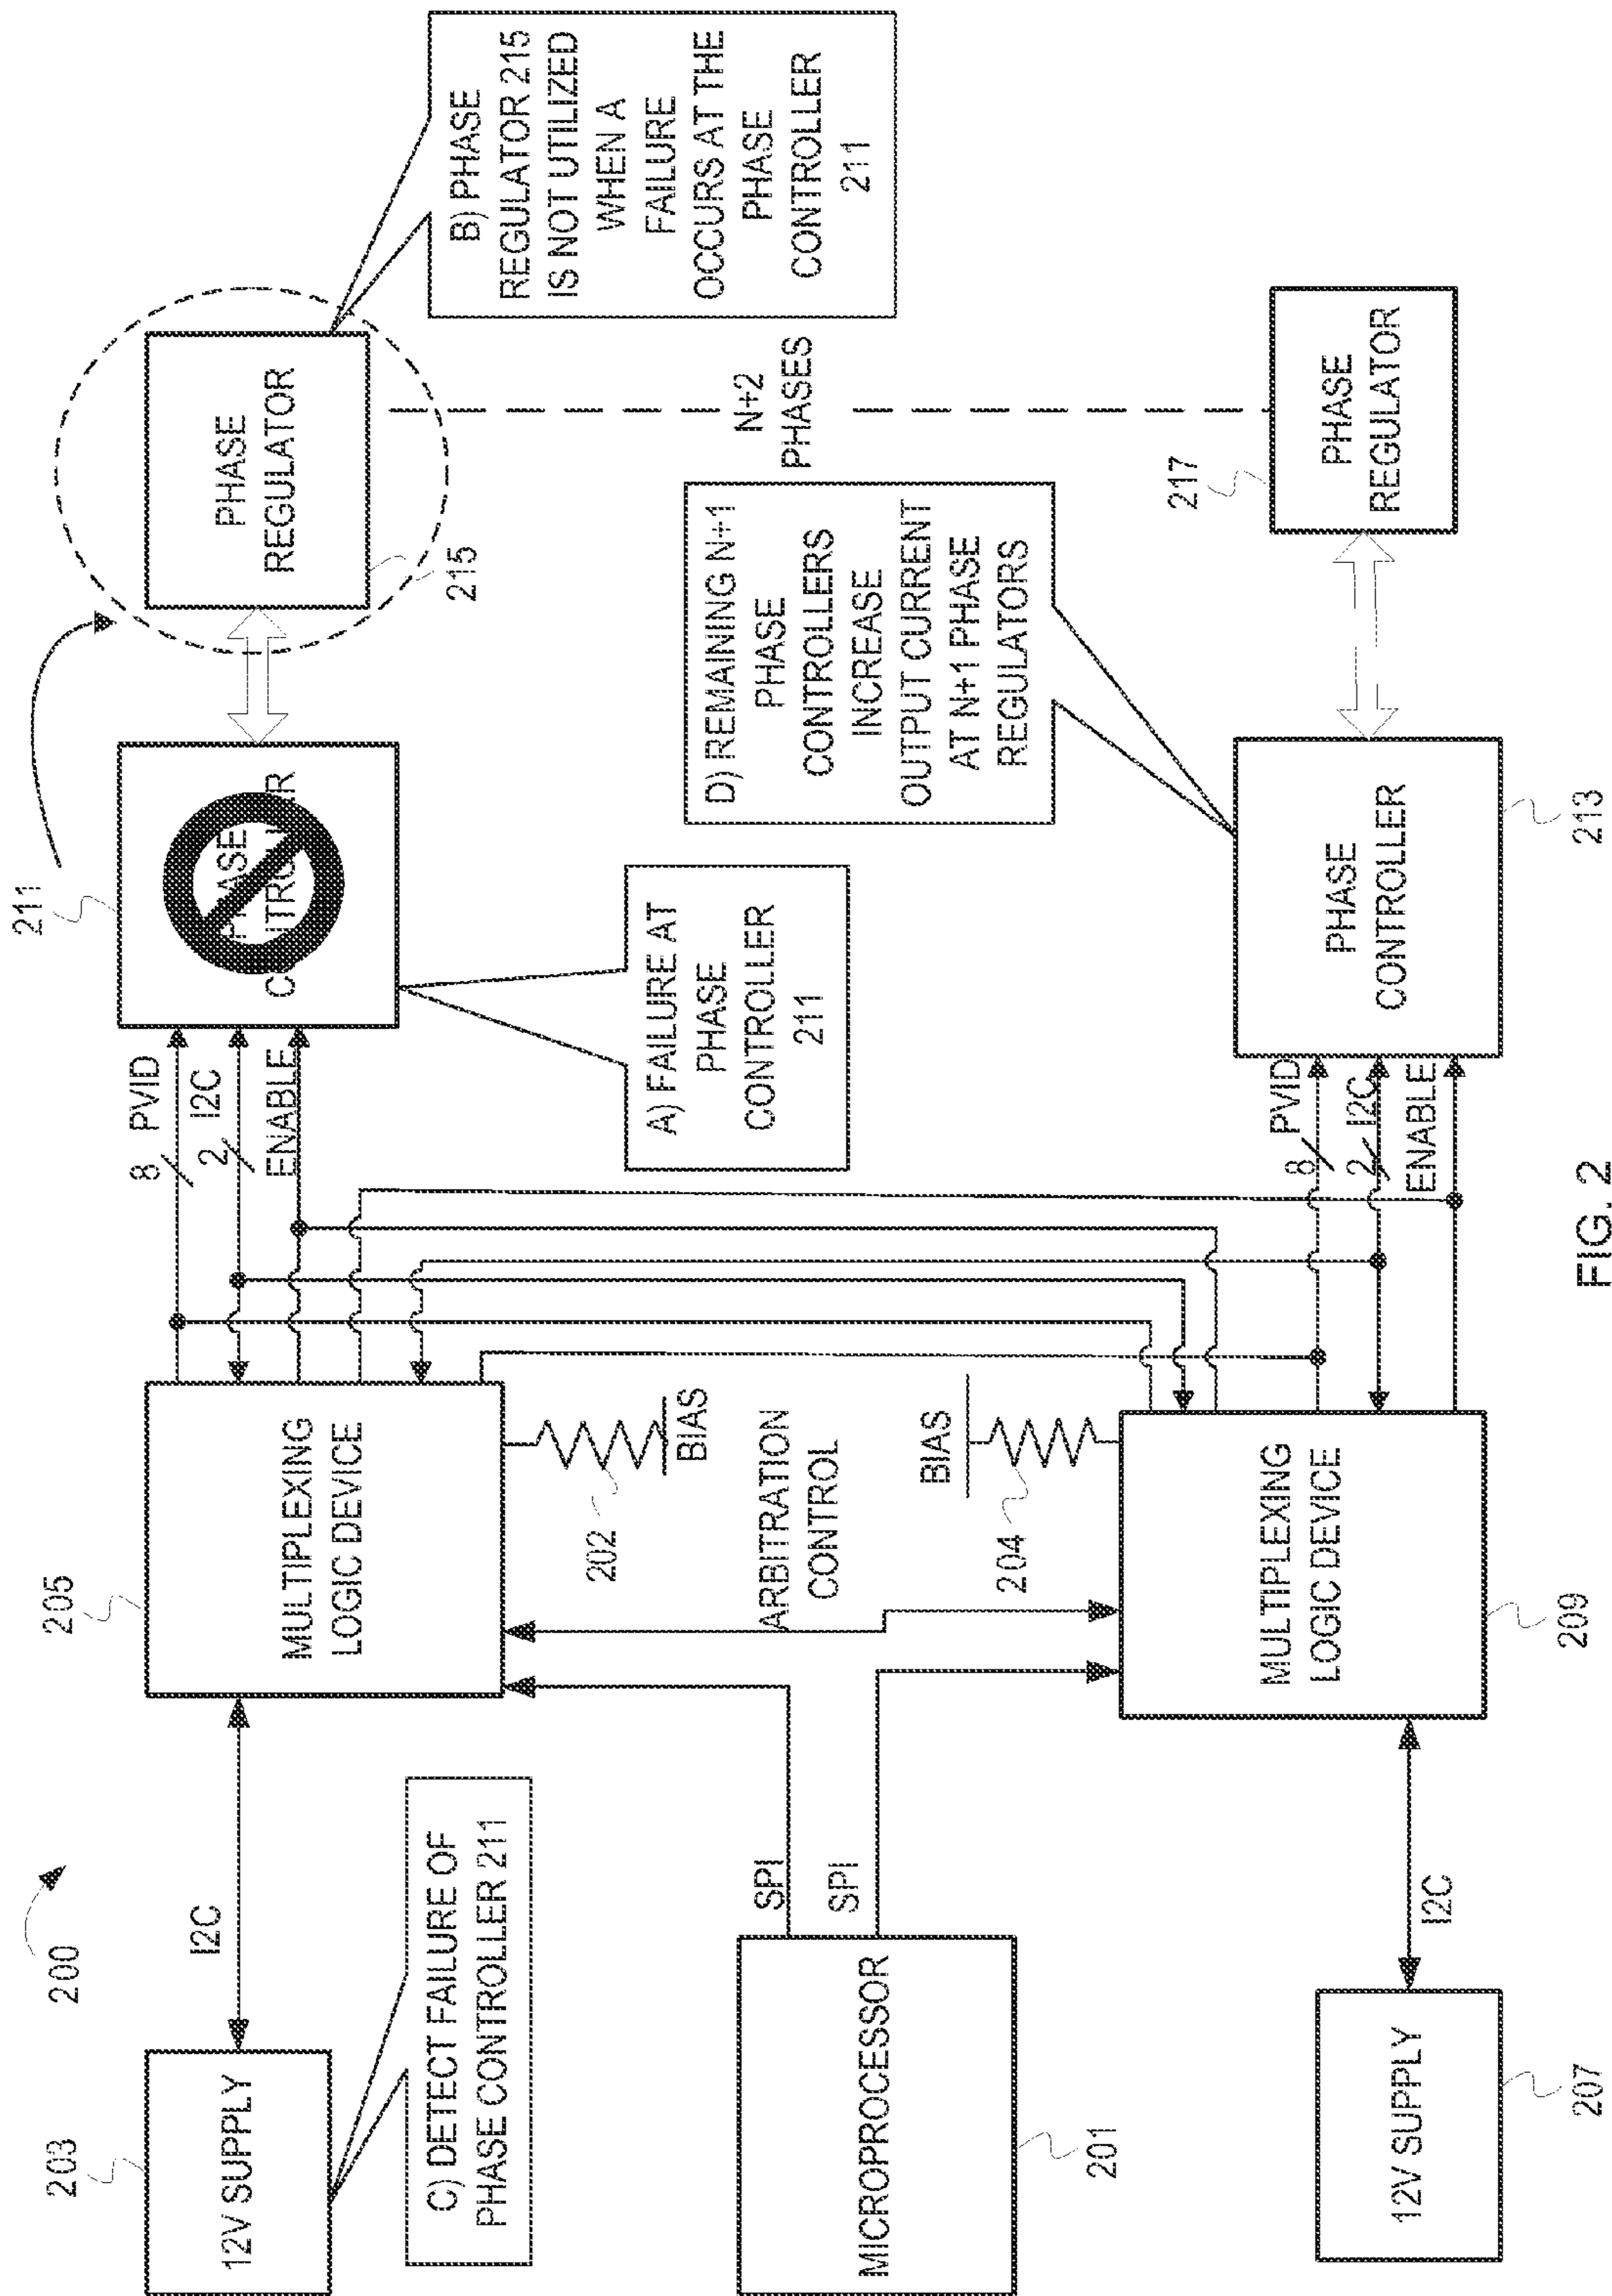 200
203
12V SUPPLY
I2C
C) DETECT FAILURE OF
PHASE CONTROLLER 211
205
MULTIPLEXING
LOGIC DEVICE
202
BIAS
8
PVID
2
I2C
ENABLE
211
PHASE
A) FAILURE AT
PHASE
CONTROLLER
211
PHASE
REGULATOR
215
B) PHASE
REGULATOR 215
IS NOT UTILIZED
WHEN A
FAILURE
OCCURS AT THE
PHASE
CONTROLLER
211
SPI
SPI
MICROPROCESSOR
201
ARBITRATION
CONTROL
D) REMAINING N+1
PHASE
CONTROLLERS
INCREASE
OUTPUT CURRENT
AT N+1 PHASE
REGULATORS
N+2
PHASES
BIAS
204
12V SUPPLY
207
I2C
MULTIPLEXING
LOGIC DEVICE
209
8
PVID
2
I2C
ENABLE
PHASE
CONTROLLER
213
217
PHASE
REGULATOR
FIG. 2